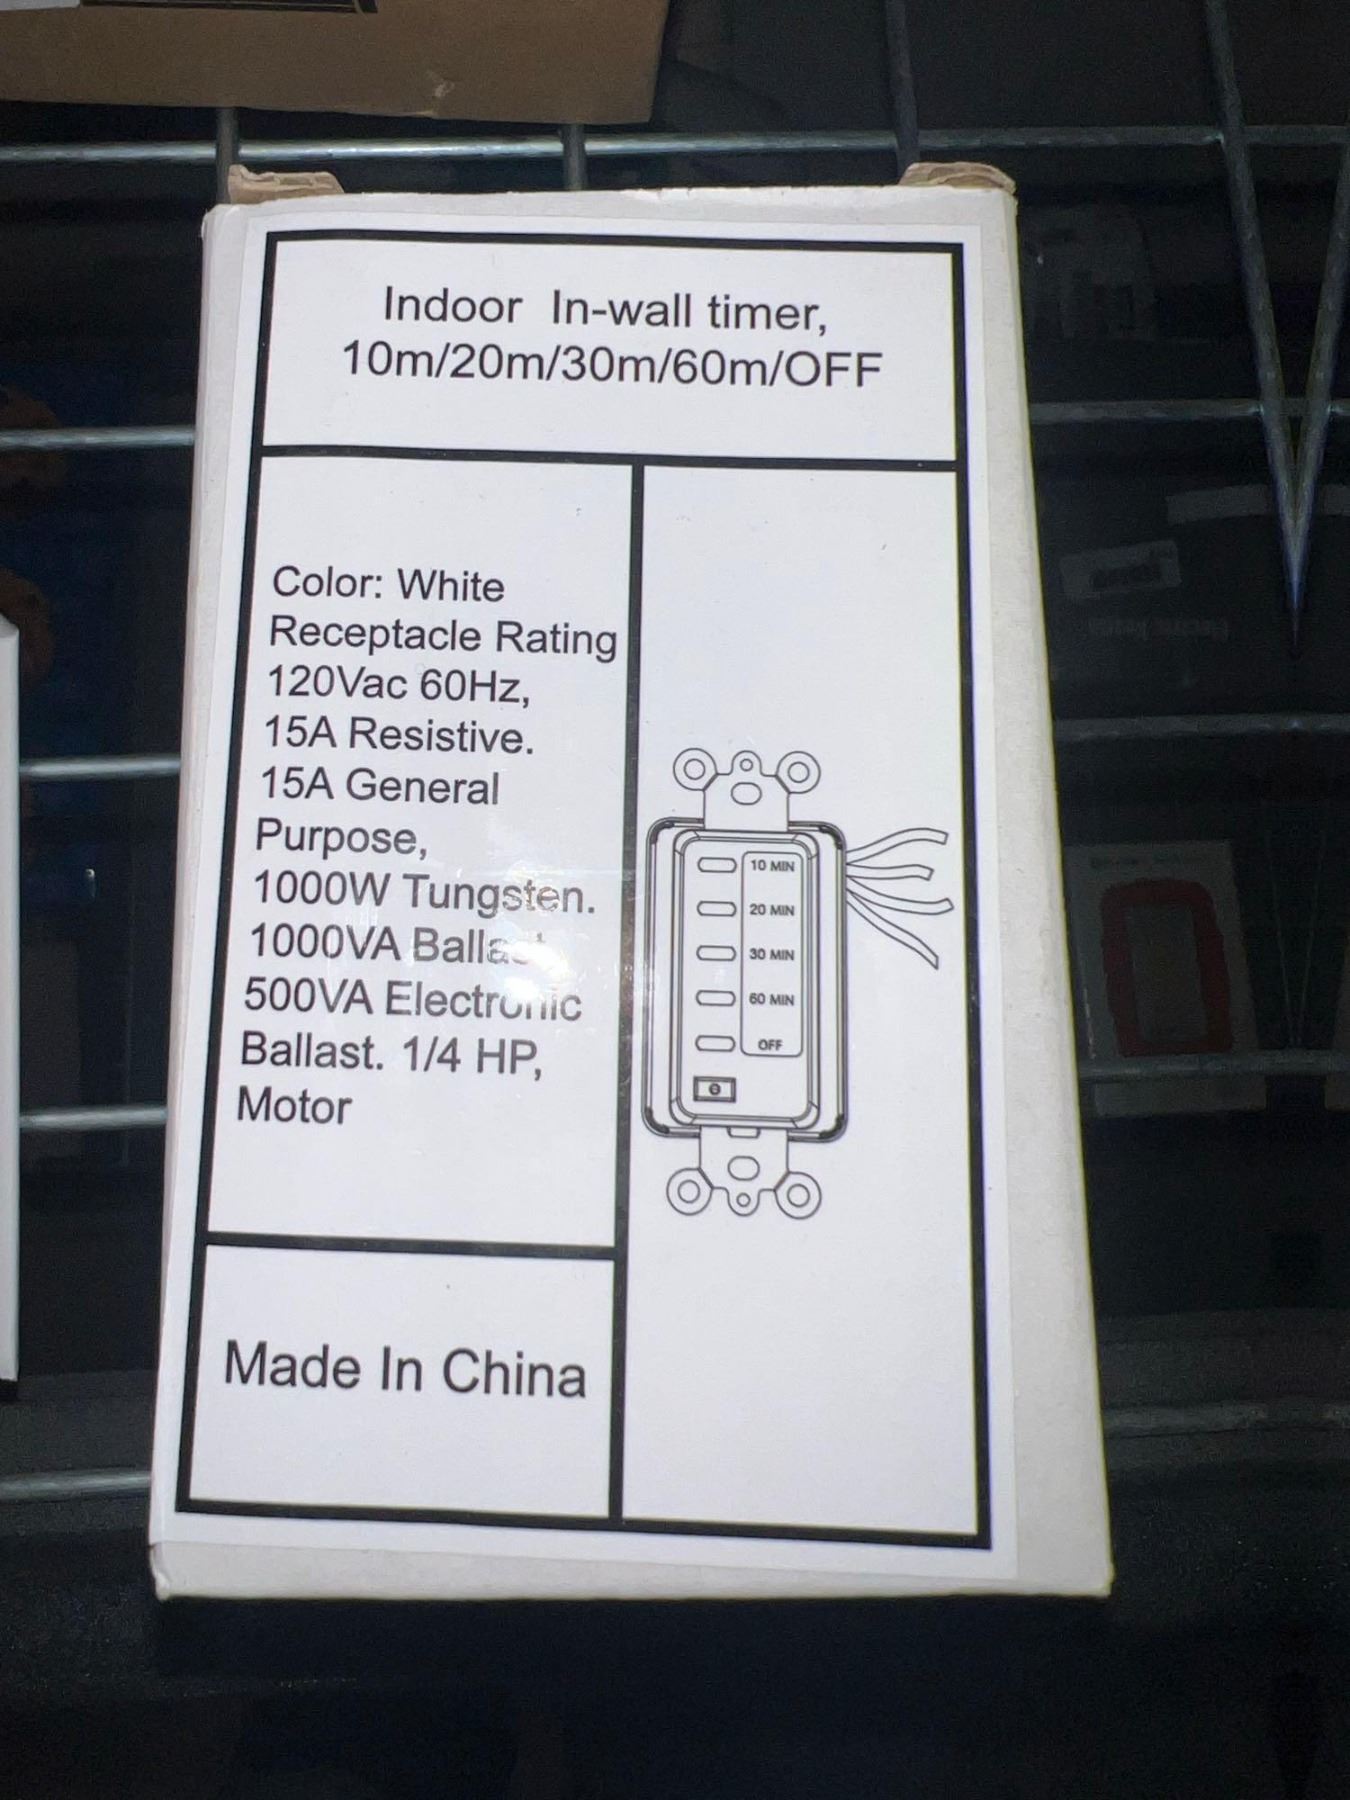 Indoor In-wall timer,
10m/20m/30m/60m/OFF
Color: White
Receptacle Rating
120Vac 60Hz,
15A Resistive.
15A General
Purpose,
1000W Tungsten.
1000VA Ballast
500VA Electronic
Ballast. 1/4 HP,
Motor
Made In China
10 MIN
20 MIN
30 MIN
60 MIN
OFF